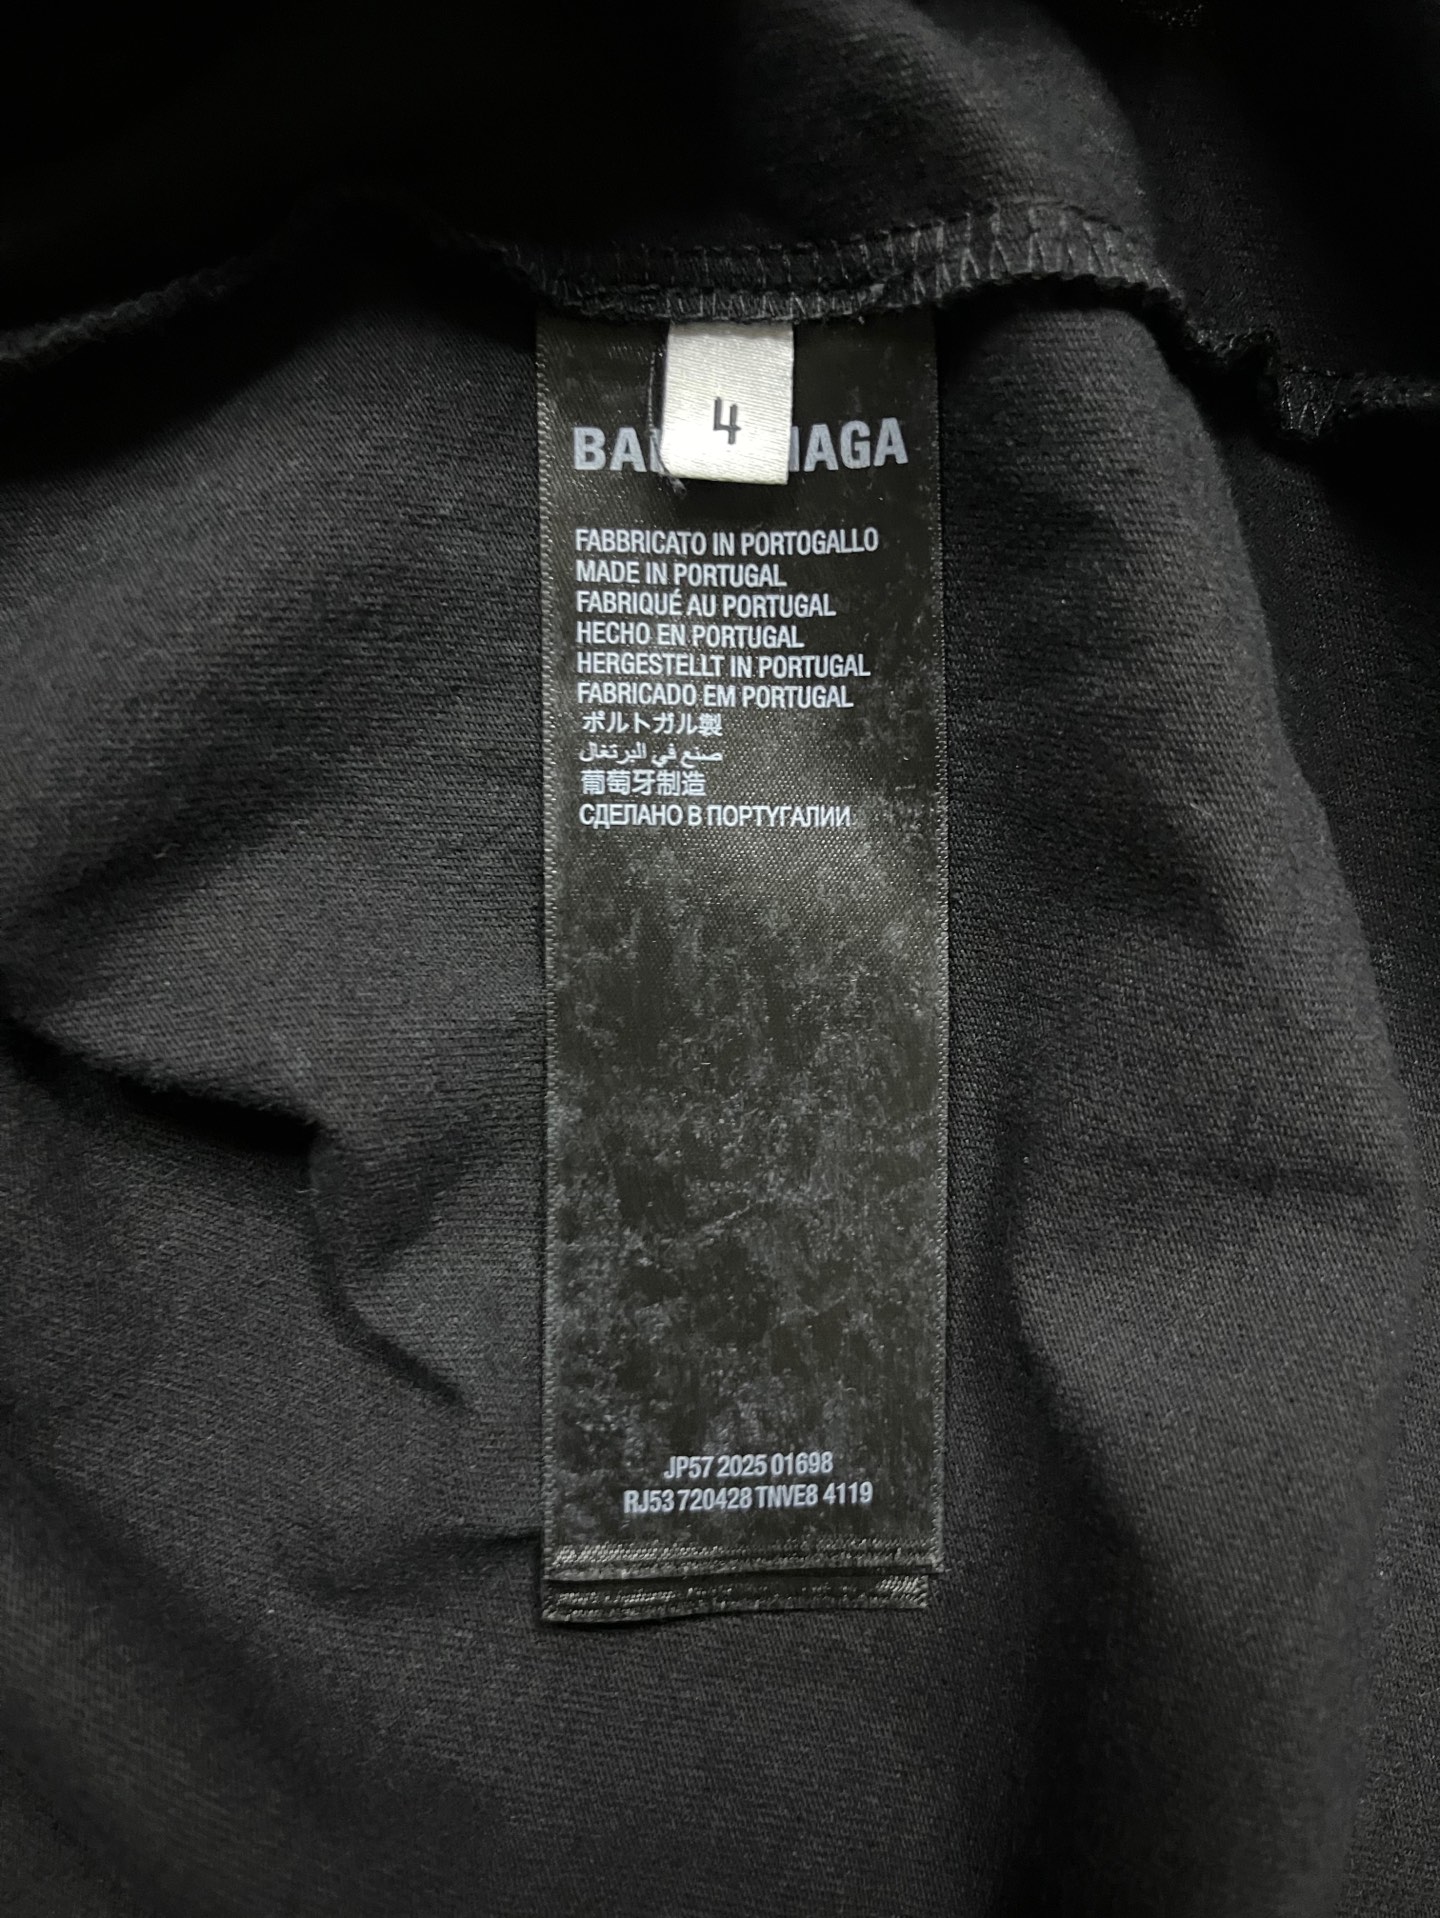 4
FABBRICATO IN PORTOGALLO
MADE IN PORTUGAL
FABRIQUÉ AU PORTUGAL
HECHO EN PORTUGAL
HERGESTELLT IN PORTUGAL
FABRICADO EM PORTUGAL
ポルトガル製
صنع في البرتغال
葡萄牙制造
СДЕЛАНО В ПОРТУГАЛИИ
JP57 2025 01698
RJ53 720428 TNVE8 4119